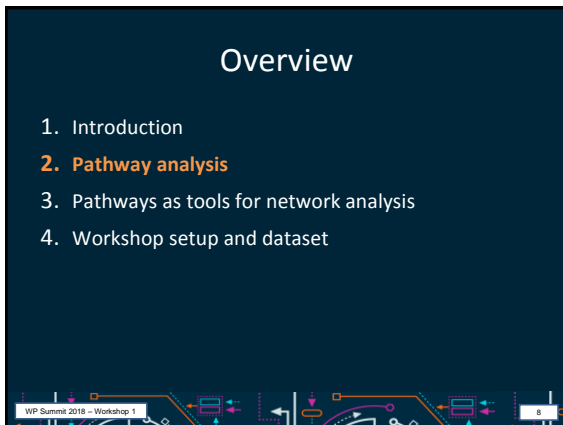 Overview
1. Introduction
2. Pathway analysis
3. Pathways as tools for network analysis
4. Workshop setup and dataset
WP Summit 2018 – Workshop 1
8